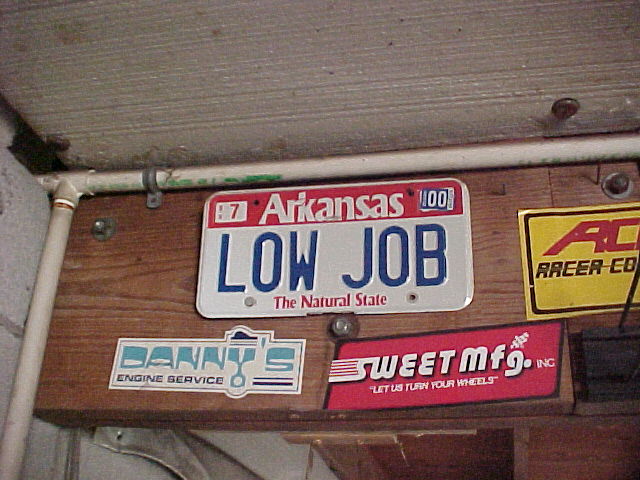 7 Arkansas 00
LOW JOB
The Natural State
DANNY'S
ENGINE SERVICE
SWEET mfg. INC
"LET US TURN YOUR WHEELS"
RACER CO